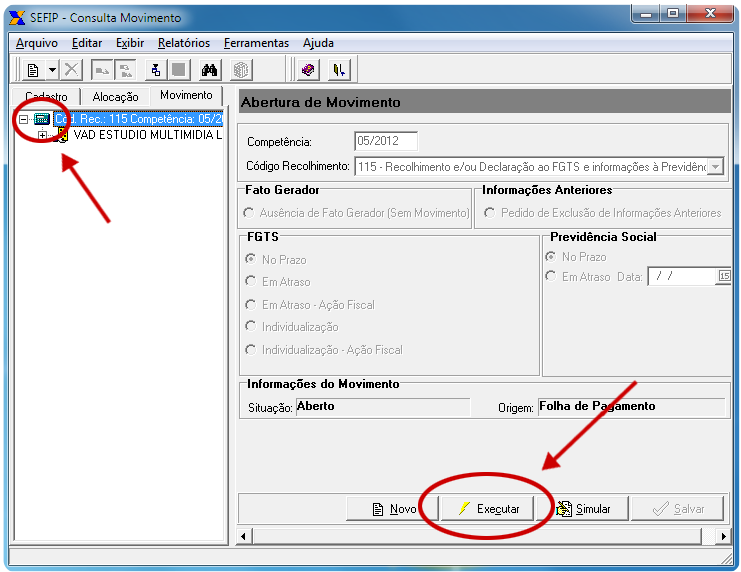 SEFIP - Consulta Movimento
Arquivo Editar Exibir Relatórios Ferramentas Ajuda
Cadastro Alocação Movimento
Cod. Rec.: 115 Competência: 05/20
VAD ESTUDIO MULTIMIDIA L
Abertura de Movimento
Competência: 05/2012
Código Recolhimento: 115 - Recolhimento e/ou Declaração ao FGTS e informações à Previdênc
Fato Gerador
Ausência de Fato Gerador (Sem Movimento)
Informações Anteriores
Pedido de Exclusão de Informações Anteriores
FGTS
No Prazo
Em Atraso
Em Atraso - Ação Fiscal
Individualização
Individualização - Ação Fiscal
Previdência Social
No Prazo
Em Atraso Data: / / 15
Informações do Movimento
Situação: Aberto Origem: Folha de Pagamento
Novo Executar Simular Salvar